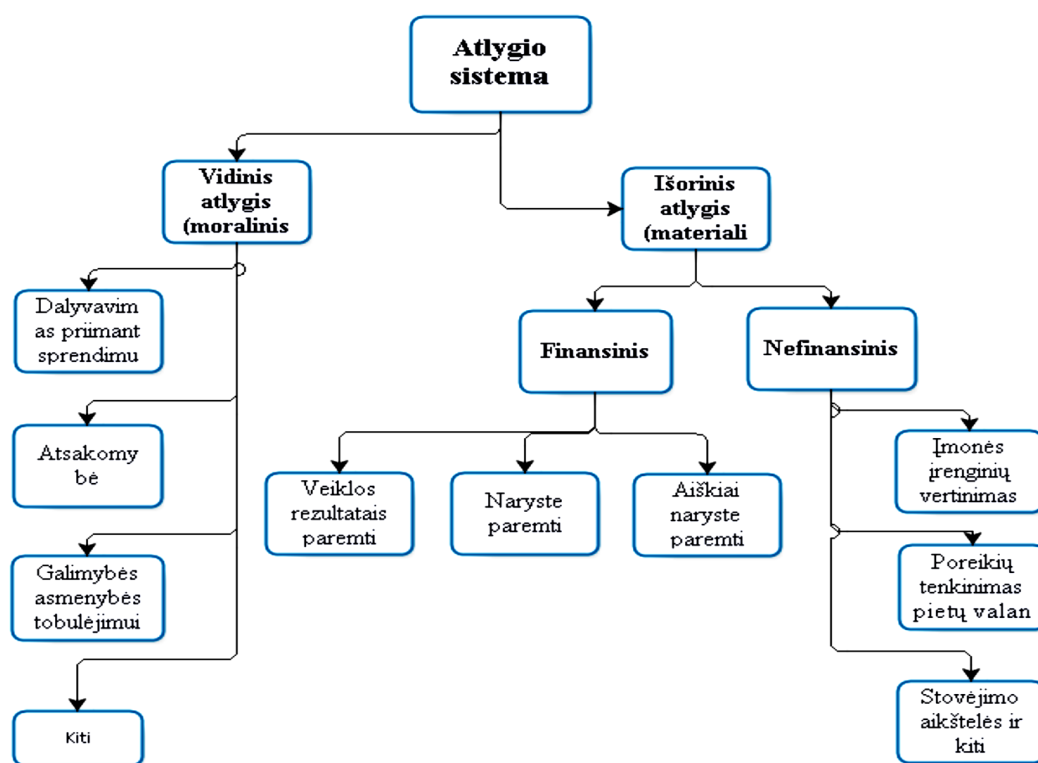 Atlygio
sistema
Vidinis
atlygis
(moralinis
Išorinis
atlygis
(materiali
Dalyvavim
as priimant
sprendimu
Finansinis
Nefinansinis
Atsakomy
bė
Veiklos
rezultatais
paremti
Naryste
paremti
Aiškiai
naryste
paremti
Įmonės
įrenginių
vertinimas
Galimybės
asmenybės
tobulėjimui
Poreikių
tenkinimas
pietų valan
Kiti
Stovėjimo
aikštelės ir
kiti